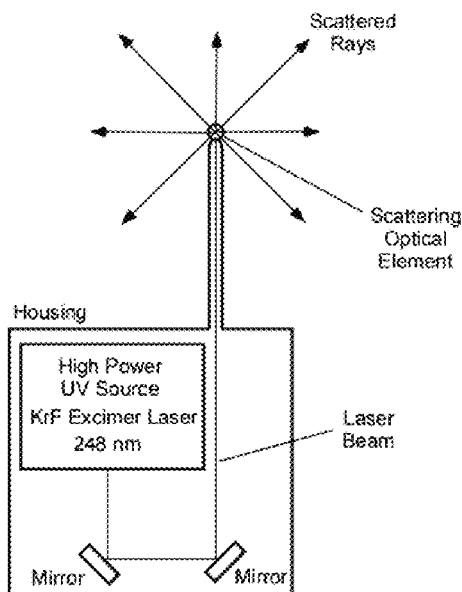 Scattered
Rays
Scattering
Optical
Element
Housing
High Power
UV Source
KrF Excimer Laser
248 nm
Laser
Beam
Mirror
Mirror